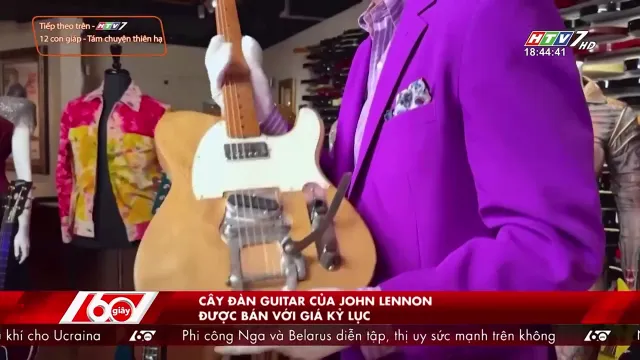 Tiếp theo trên - HTV7
12 con giáp - Tám chuyện thiên hạ
HTV7 HD
18:44:41
60 giây
CÂY ĐÀN GUITAR CỦA JOHN LENNON
ĐƯỢC BÁN VỚI GIÁ KỶ LỤC
ũ khí cho Ucraina 60 Phi công Nga và Belarus diễn tập, thị uy sức mạnh trên không 60